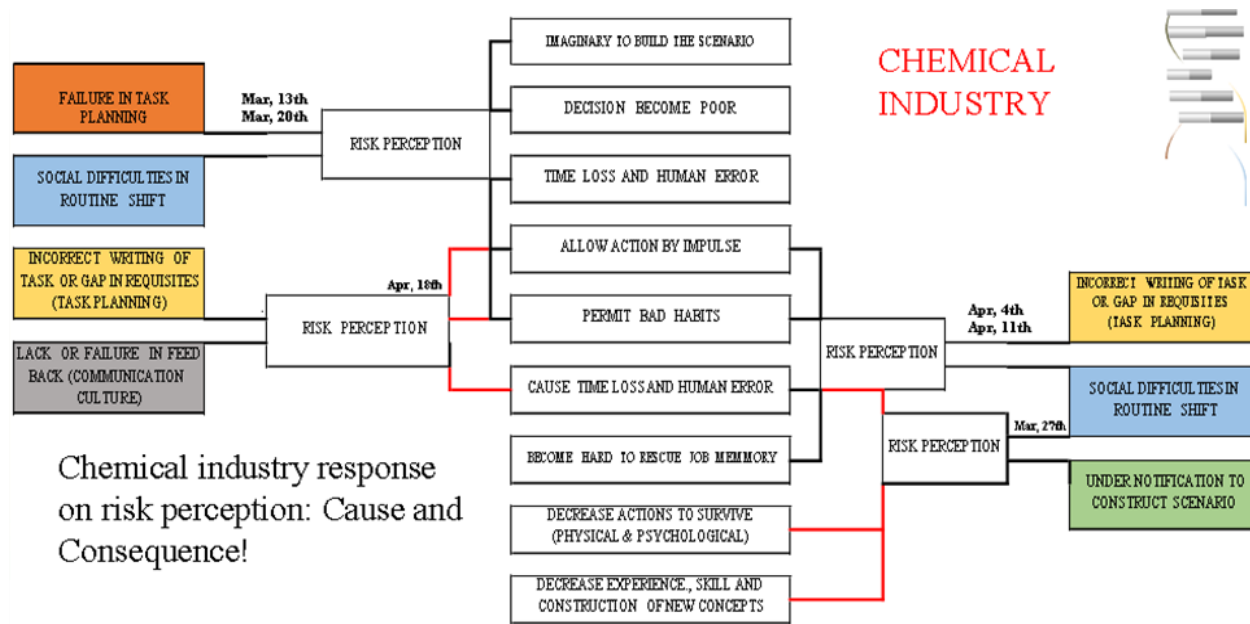 CHEMICAL
INDUSTRY
FAILURE IN TASK
PLANNING
SOCIAL DIFFICULTIES IN
ROUTINE SHIFT
INCORRECT WRITING OF
TASK OR GAP IN REQUISITES
(TASK PLANNING)
LACK OR FAILURE IN FEED
BACK (COMMUNICATION
CULTURE)
Mar, 13th
Mar, 20th
RISK PERCEPTION
Apr, 18th
RISK PERCEPTION
IMAGINARY TO BUILD THE SCENARIO
DECISION BECOME POOR
TIME LOSS AND HUMAN ERROR
ALLOW ACTION BY IMPULSE
PERMIT BAD HABITS
CAUSE TIME LOSS AND HUMAN ERROR
BECOME HARD TO RESCUE JOB MEMMORY
DECREASE ACTIONS TO SURVIVE
(PHYSICAL & PSYCHOLOGICAL)
DECREASE EXPERIENCE., SKILL AND
CONSTRUCTION OF NEW CONCEPTS
RISK PERCEPTION
Apr, 4th
Apr, 11th
RISK PERCEPTION
Mar, 27th
INCORRECT WRITING OF TASK
OR GAP IN REQUISITES
(TASK PLANNING)
SOCIAL DIFFICULTIES IN
ROUTINE SHIFT
UNDER NOTIFICATION TO
CONSTRUCT SCENARIO
Chemical industry response
on risk perception: Cause and
Consequence!